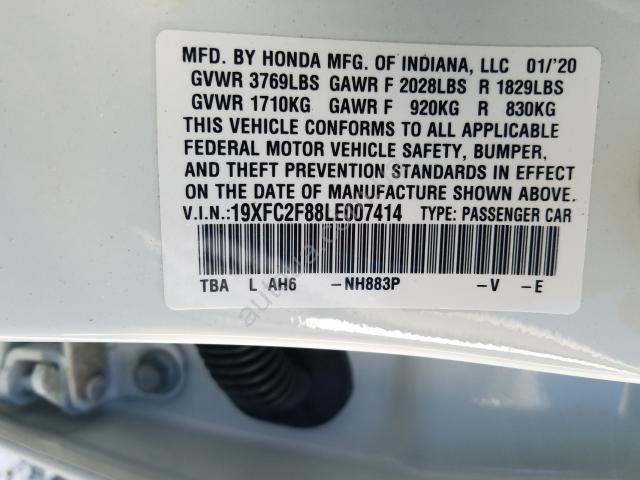 MFD. BY HONDA MFG. OF INDIANA, LLC 01/'20
GVWR 3769LBS GAWR F 2028LBS R 1829LBS
GVWR 1710KG GAWR F 920KG R 830KG
THIS VEHICLE CONFORMS TO ALL APPLICABLE
FEDERAL MOTOR VEHICLE SAFETY, BUMPER,
AND THEFT PREVENTION STANDARDS IN EFFECT
ON THE DATE OF MANUFACTURE SHOWN ABOVE.
V.I.N.:19XFC2F88LE007414 TYPE: PASSENGER CAR
TBA L AH6 -NH883P -V -E